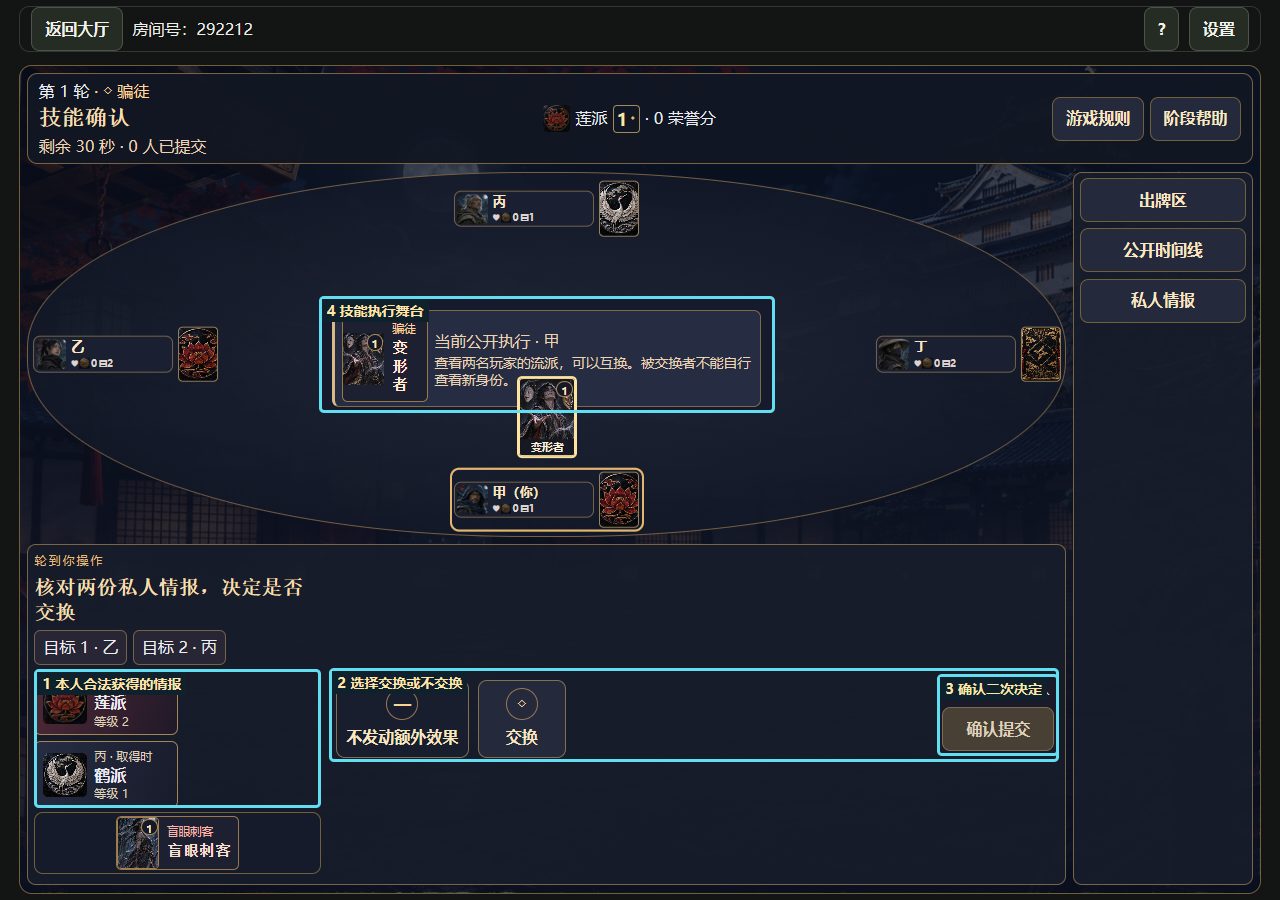 返回大厅 房间号：292212 ? 设置
第 1 轮 · ◇ 骗徒
技能确认
剩余 30 秒 · 0 人已提交
莲派 1· · 0 荣誉分
游戏规则 阶段帮助
出牌区
公开时间线
私人情报
丙
0 1
乙
0 2
丁
0 2
4 技能执行舞台
1
骗徒
变形者
当前公开执行 · 甲
查看两名玩家的流派，可以互换。被交换者不能自行
查看新身份。
1
变形者
甲（你）
0 1
轮到你操作
核对两份私人情报，决定是否
交换
目标 1 · 乙 目标 2 · 丙
1 本人合法获得的情报
莲派
等级 2
丙 · 取得时
鹤派
等级 1
2 选择交换或不交换
不发动额外效果
交换
3 确认二次决定
确认提交
1
盲眼刺客
盲眼刺客